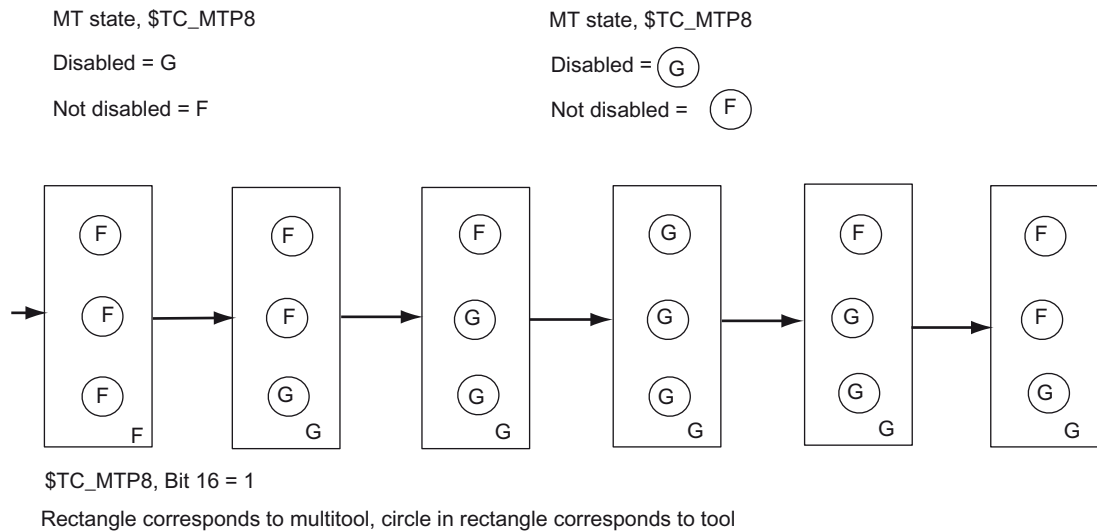 MT state, $TC_MTP8
Disabled = G
Not disabled = F
MT state, $TC_MTP8
Disabled = G
Not disabled = F
F F G F F
F F G G F
F G G G G G
F G G G G G
F
$TC_MTP8, Bit 16 = 1
Rectangle corresponds to multitool, circle in rectangle corresponds to tool